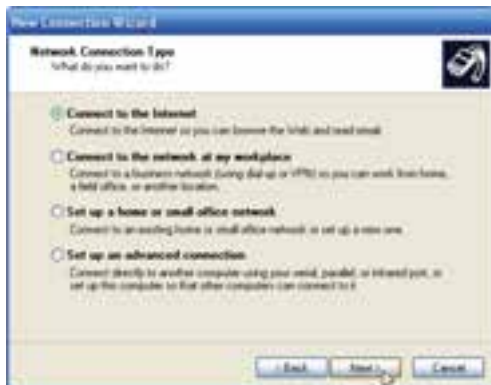 New Connection Wizard
Network Connection Type
What do you want to do?
Connect to the Internet
Connect to the Internet so you can browse the Web and read email.
Connect to the network at my workplace
Connect to a business network (using dial-up or VPN) so you can work from home,
a field office, or another location.
Set up a home or small office network
Connect to an existing home or small office network or set up a new one.
Set up an advanced connection
Connect directly to another computer using your serial, parallel, or infrared port, or
set up this computer so that other computers can connect to it.
< Back
Next >
Cancel